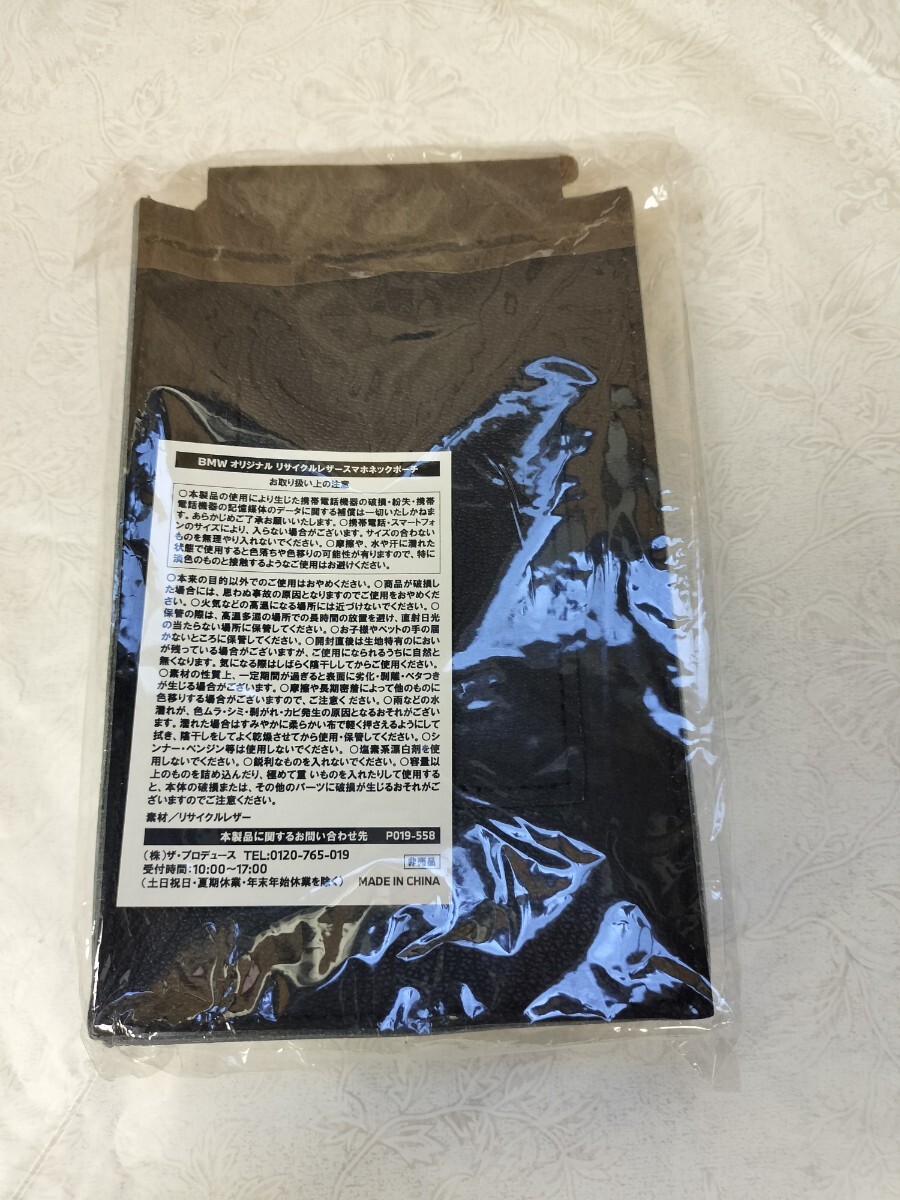 BMW オリジナル リサイクルレザースマホネックポーチ
お取り扱い上の注意
○本製品の使用により生じた携帯電話機器の破損・紛失・携帯
電話機器の記憶媒体のデータに関する補償は一切いたしかねま
す。あらかじめご了承お願いいたします。○携帯電話・スマートフォ
ンのサイズにより、入らない場合がございます。サイズの合わない
ものを無理やり入れないでください。○摩擦や、水や汗に濡れた
状態で使用すると色落ちや色移りの可能性が有りますので、特に
淡色のものと接触するようなご使用はお避けください。
○本来の目的以外でのご使用はおやめください。○商品が破損し
た場合には、思わぬ事故の原因となりますのでご使用をおやめくだ
さい。○火気などの高温になる場所には近づけないでください。○
保管の際は、高温多湿の場所での長時間の放置を避け、直射日光
の当たらない場所に保管してください。○お子様やペットの手の届
かないところに保管してください。○開封直後は生地特有のにおい
が残っている場合がございますが、ご使用になられるうちに自然と
無くなります。気になる際はしばらく陰干ししてからご使用ください。
○素材の性質上、一定期間が過ぎると表面に劣化・剥離・ベタつき
が生じる場合がございます。○摩擦や長期密着によって他のものに
色移りする場合がございますので、ご注意ください。○雨などの水
濡れが、色ムラ・シミ・剥がれ・カビ発生の原因となるおそれがござい
ます。濡れた場合はすみやかに柔らかい布で軽く押さえるようにして
拭き、陰干しをしてよく乾燥させてから使用・保管してください。○シ
ンナー・ベンジン等は使用しないでください。○塩素系漂白剤を使
用しないでください。○鋭利なものを入れないでください。○容量以
上のものを詰め込んだり、極めて重いものを入れたりして使用する
と、本体の破損または、その他のパーツに破損が生じるおそれがご
ざいますのでご注意ください。
素材/リサイクルレザー
本製品に関するお問い合わせ先 P019-558
(株)ザ・プロデュース TEL:0120-765-019
受付時間:10:00〜17:00 非売品
(土日祝日・夏期休業・年末年始休業を除く) MADE IN CHINA